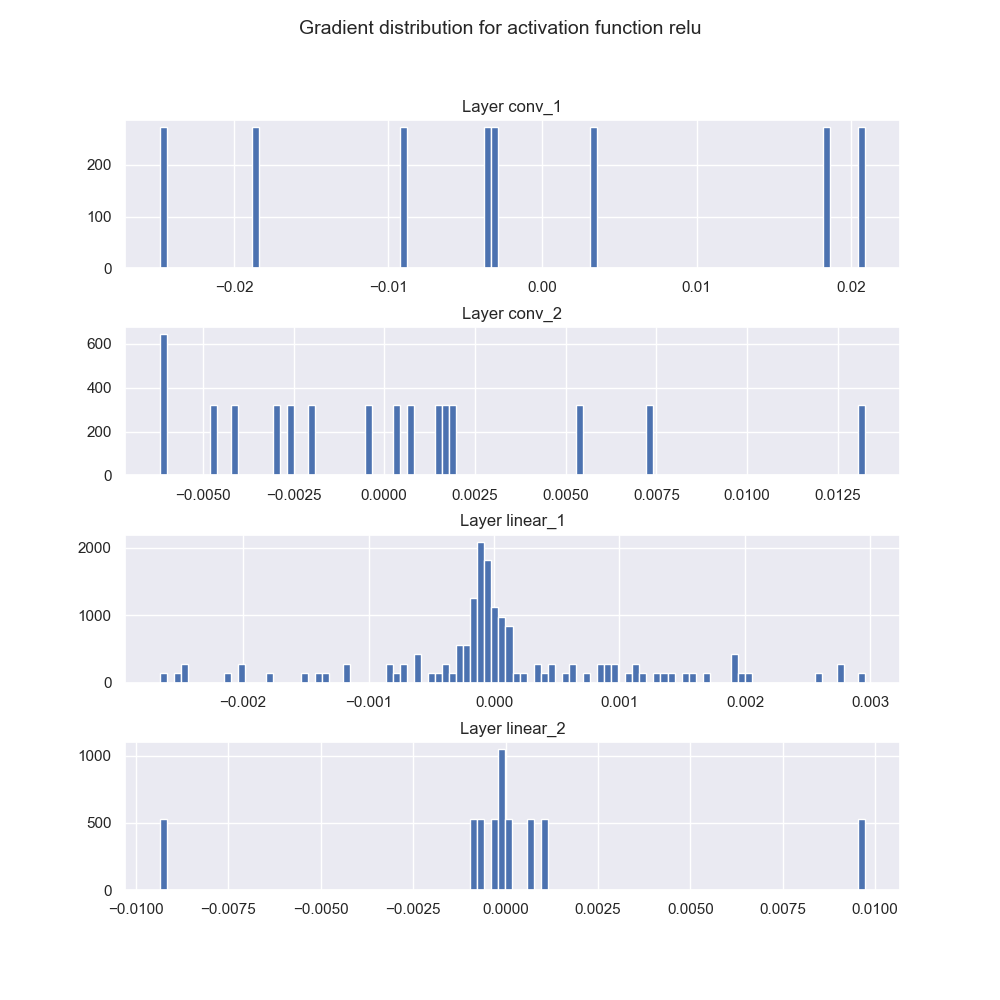 Gradient distribution for activation function relu
Layer conv_1
200
100
0
−0.02 −0.01 0.00 0.01 0.02
Layer conv_2
600
400
200
0
−0.0050 −0.0025 0.0000 0.0025 0.0050 0.0075 0.0100 0.0125
Layer linear_1
2000
1000
0
−0.002 −0.001 0.000 0.001 0.002 0.003
Layer linear_2
1000
500
0
−0.0100 −0.0075 −0.0050 −0.0025 0.0000 0.0025 0.0050 0.0075 0.0100